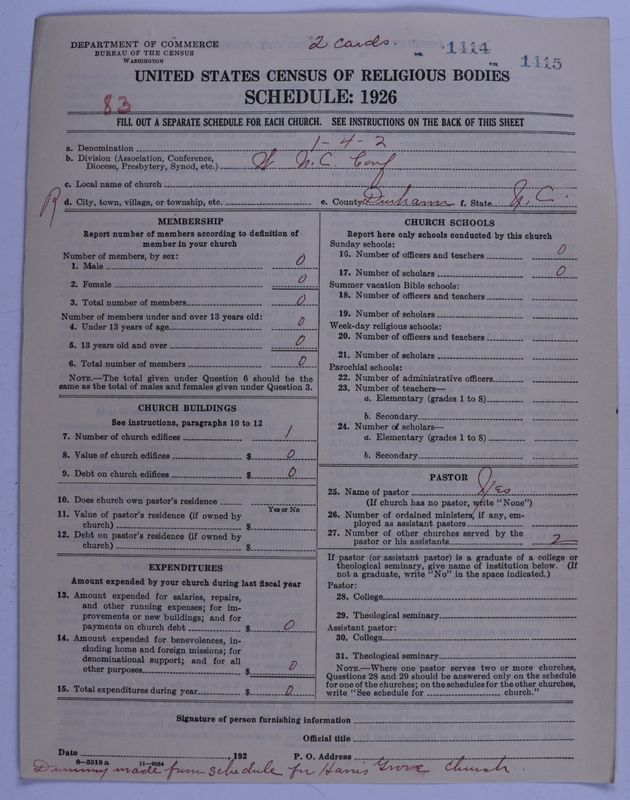 DEPARTMENT OF COMMERCE
BUREAU OF THE CENSUS
WASHINGTON
2 cards.
1414
1415
UNITED STATES CENSUS OF RELIGIOUS BODIES
SCHEDULE: 1926
83
FILL OUT A SEPARATE SCHEDULE FOR EACH CHURCH. SEE INSTRUCTIONS ON THE BACK OF THIS SHEET
a. Denomination 1-4-2
b. Division (Association, Conference,
Diocese, Presbytery, Synod, etc.) W N.C. Conf
c. Local name of church
R
d. City, town, village, or township, etc. e. County Durham f. State N.C.
MEMBERSHIP
Report number of members according to definition of
member in your church
Number of members, by sex:
1. Male 0
2. Female 0
3. Total number of members 0
Number of members under and over 13 years old:
4. Under 13 years of age 0
5. 13 years old and over 0
6. Total number of members 0
NOTE.—The total given under Question 6 should be the
same as the total of males and females given under Question 3.
CHURCH BUILDINGS
See instructions, paragraphs 10 to 12
7. Number of church edifices 1
8. Value of church edifices $ 0
9. Debt on church edifices $ 0
10. Does church own pastor's residence
Yes or No
11. Value of pastor's residence (if owned by
church) $
12. Debt on pastor's residence (if owned by
church) $
EXPENDITURES
Amount expended by your church during last fiscal year
13. Amount expended for salaries, repairs,
and other running expenses; for im-
provements or new buildings; and for
payments on church debt $ 0
14. Amount expended for benevolences, in-
cluding home and foreign missions; for
denominational support; and for all
other purposes $ 0
15. Total expenditures during year $ 0
CHURCH SCHOOLS
Report here only schools conducted by this church
Sunday schools:
16. Number of officers and teachers 0
17. Number of scholars 0
Summer vacation Bible schools:
18. Number of officers and teachers
19. Number of scholars
Week-day religious schools:
20. Number of officers and teachers
21. Number of scholars
Parochial schools:
22. Number of administrative officers
23. Number of teachers—
a. Elementary (grades 1 to 8)
b. Secondary
24. Number of scholars—
a. Elementary (grades 1 to 8)
b. Secondary
PASTOR
25. Name of pastor Yes
(If church has no pastor, write "None")
26. Number of ordained ministers, if any, em-
ployed as assistant pastors
27. Number of other churches served by the
pastor or his assistants 2
If pastor (or assistant pastor) is a graduate of a college or
theological seminary, give name of institution below. (If
not a graduate, write "No" in the space indicated.)
Pastor:
28. College
29. Theological seminary
Assistant pastor:
30. College
31. Theological seminary
NOTE.—Where one pastor serves two or more churches,
Questions 28 and 29 should be answered only on the schedule
for one of the churches; on the schedules for the other churches,
write "See schedule for church."
Signature of person furnishing information
Official title
Date 192 P. O. Address
8-5518 a 11-9034
Dummy made from schedule for Harris Grove church.